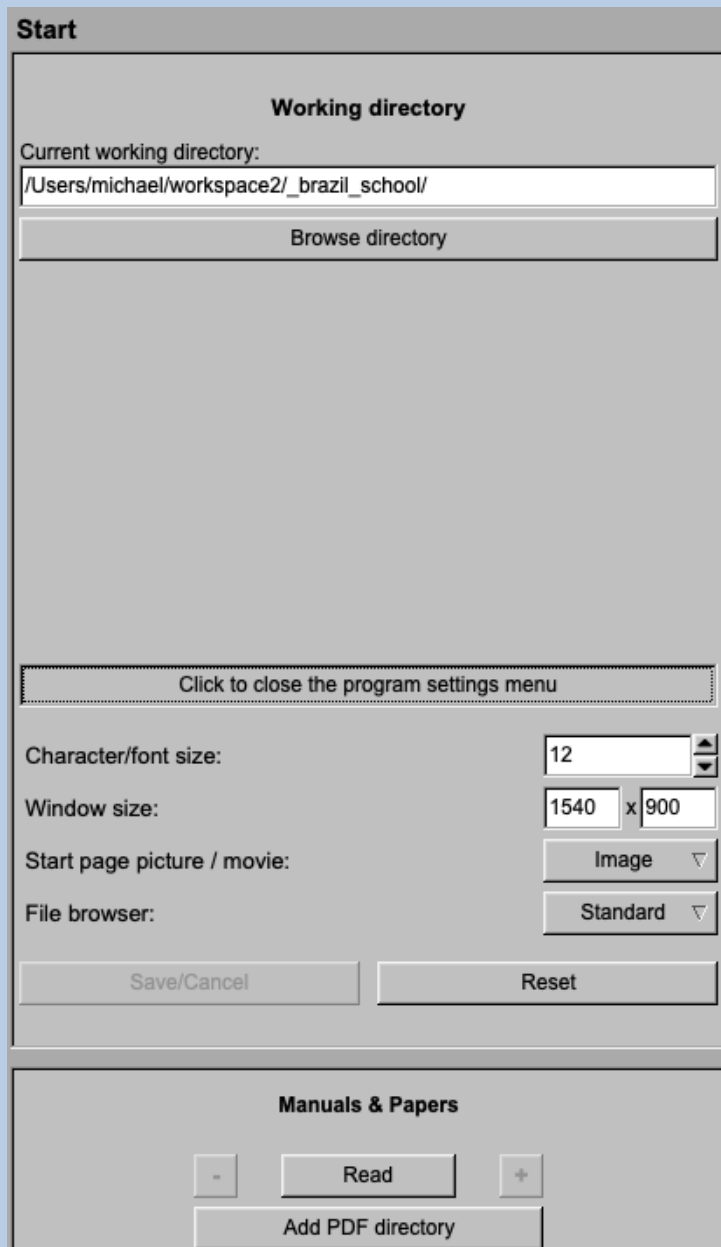 Start
Working directory
Current working directory:
/Users/michael/workspace2/_brazil_school/
Browse directory
Click to close the program settings menu
Character/font size: 12
Window size: 1540 x 900
Start page picture / movie: Image
File browser: Standard
Save/Cancel Reset
Manuals & Papers
- Read +
Add PDF directory